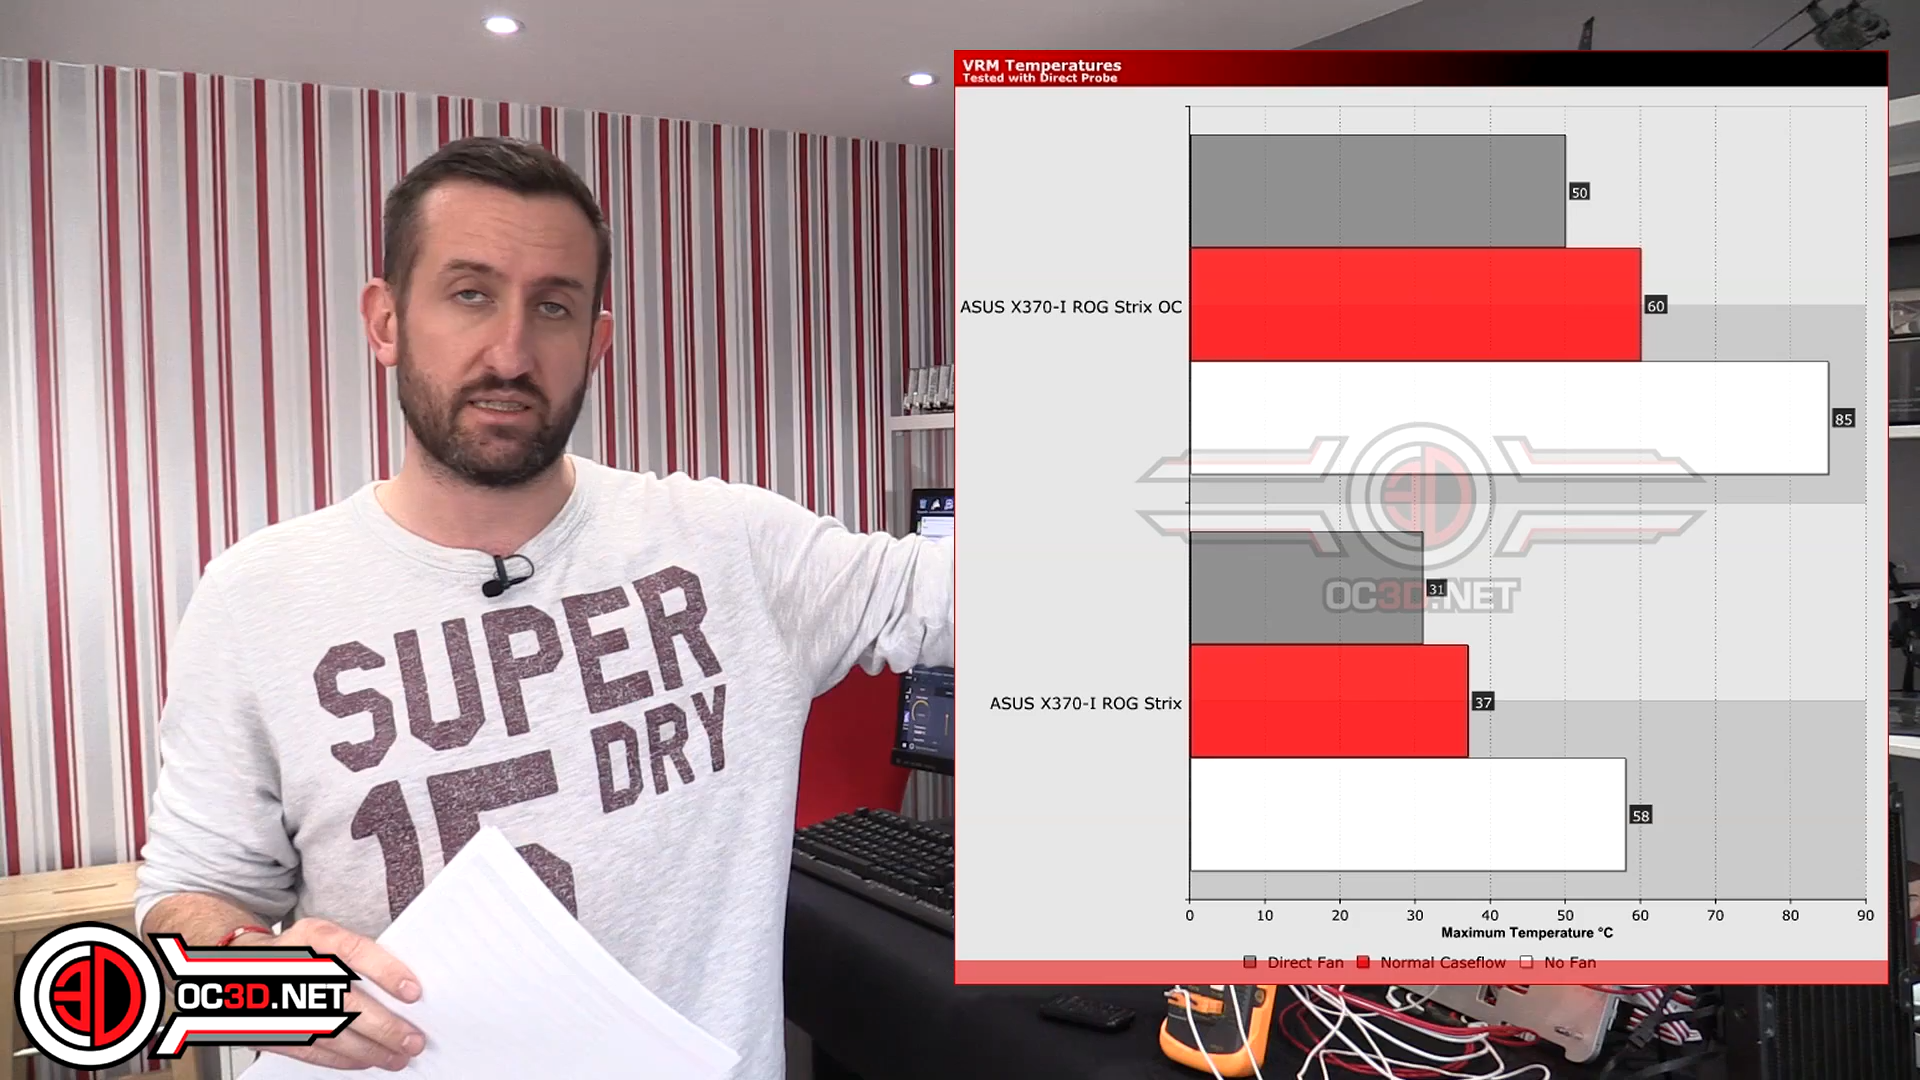 VRM Temperatures
Tested with Direct Probe
50
ASUS X370-I ROG Strix OC
60
85
OC3D.NET
31
ASUS X370-I ROG Strix
37
58
0 10 20 30 40 50 60 70 80 90
Maximum Temperature °C
Direct Fan Normal Caseflow No Fan
SUPER
DRY
15
3D OC3D.NET